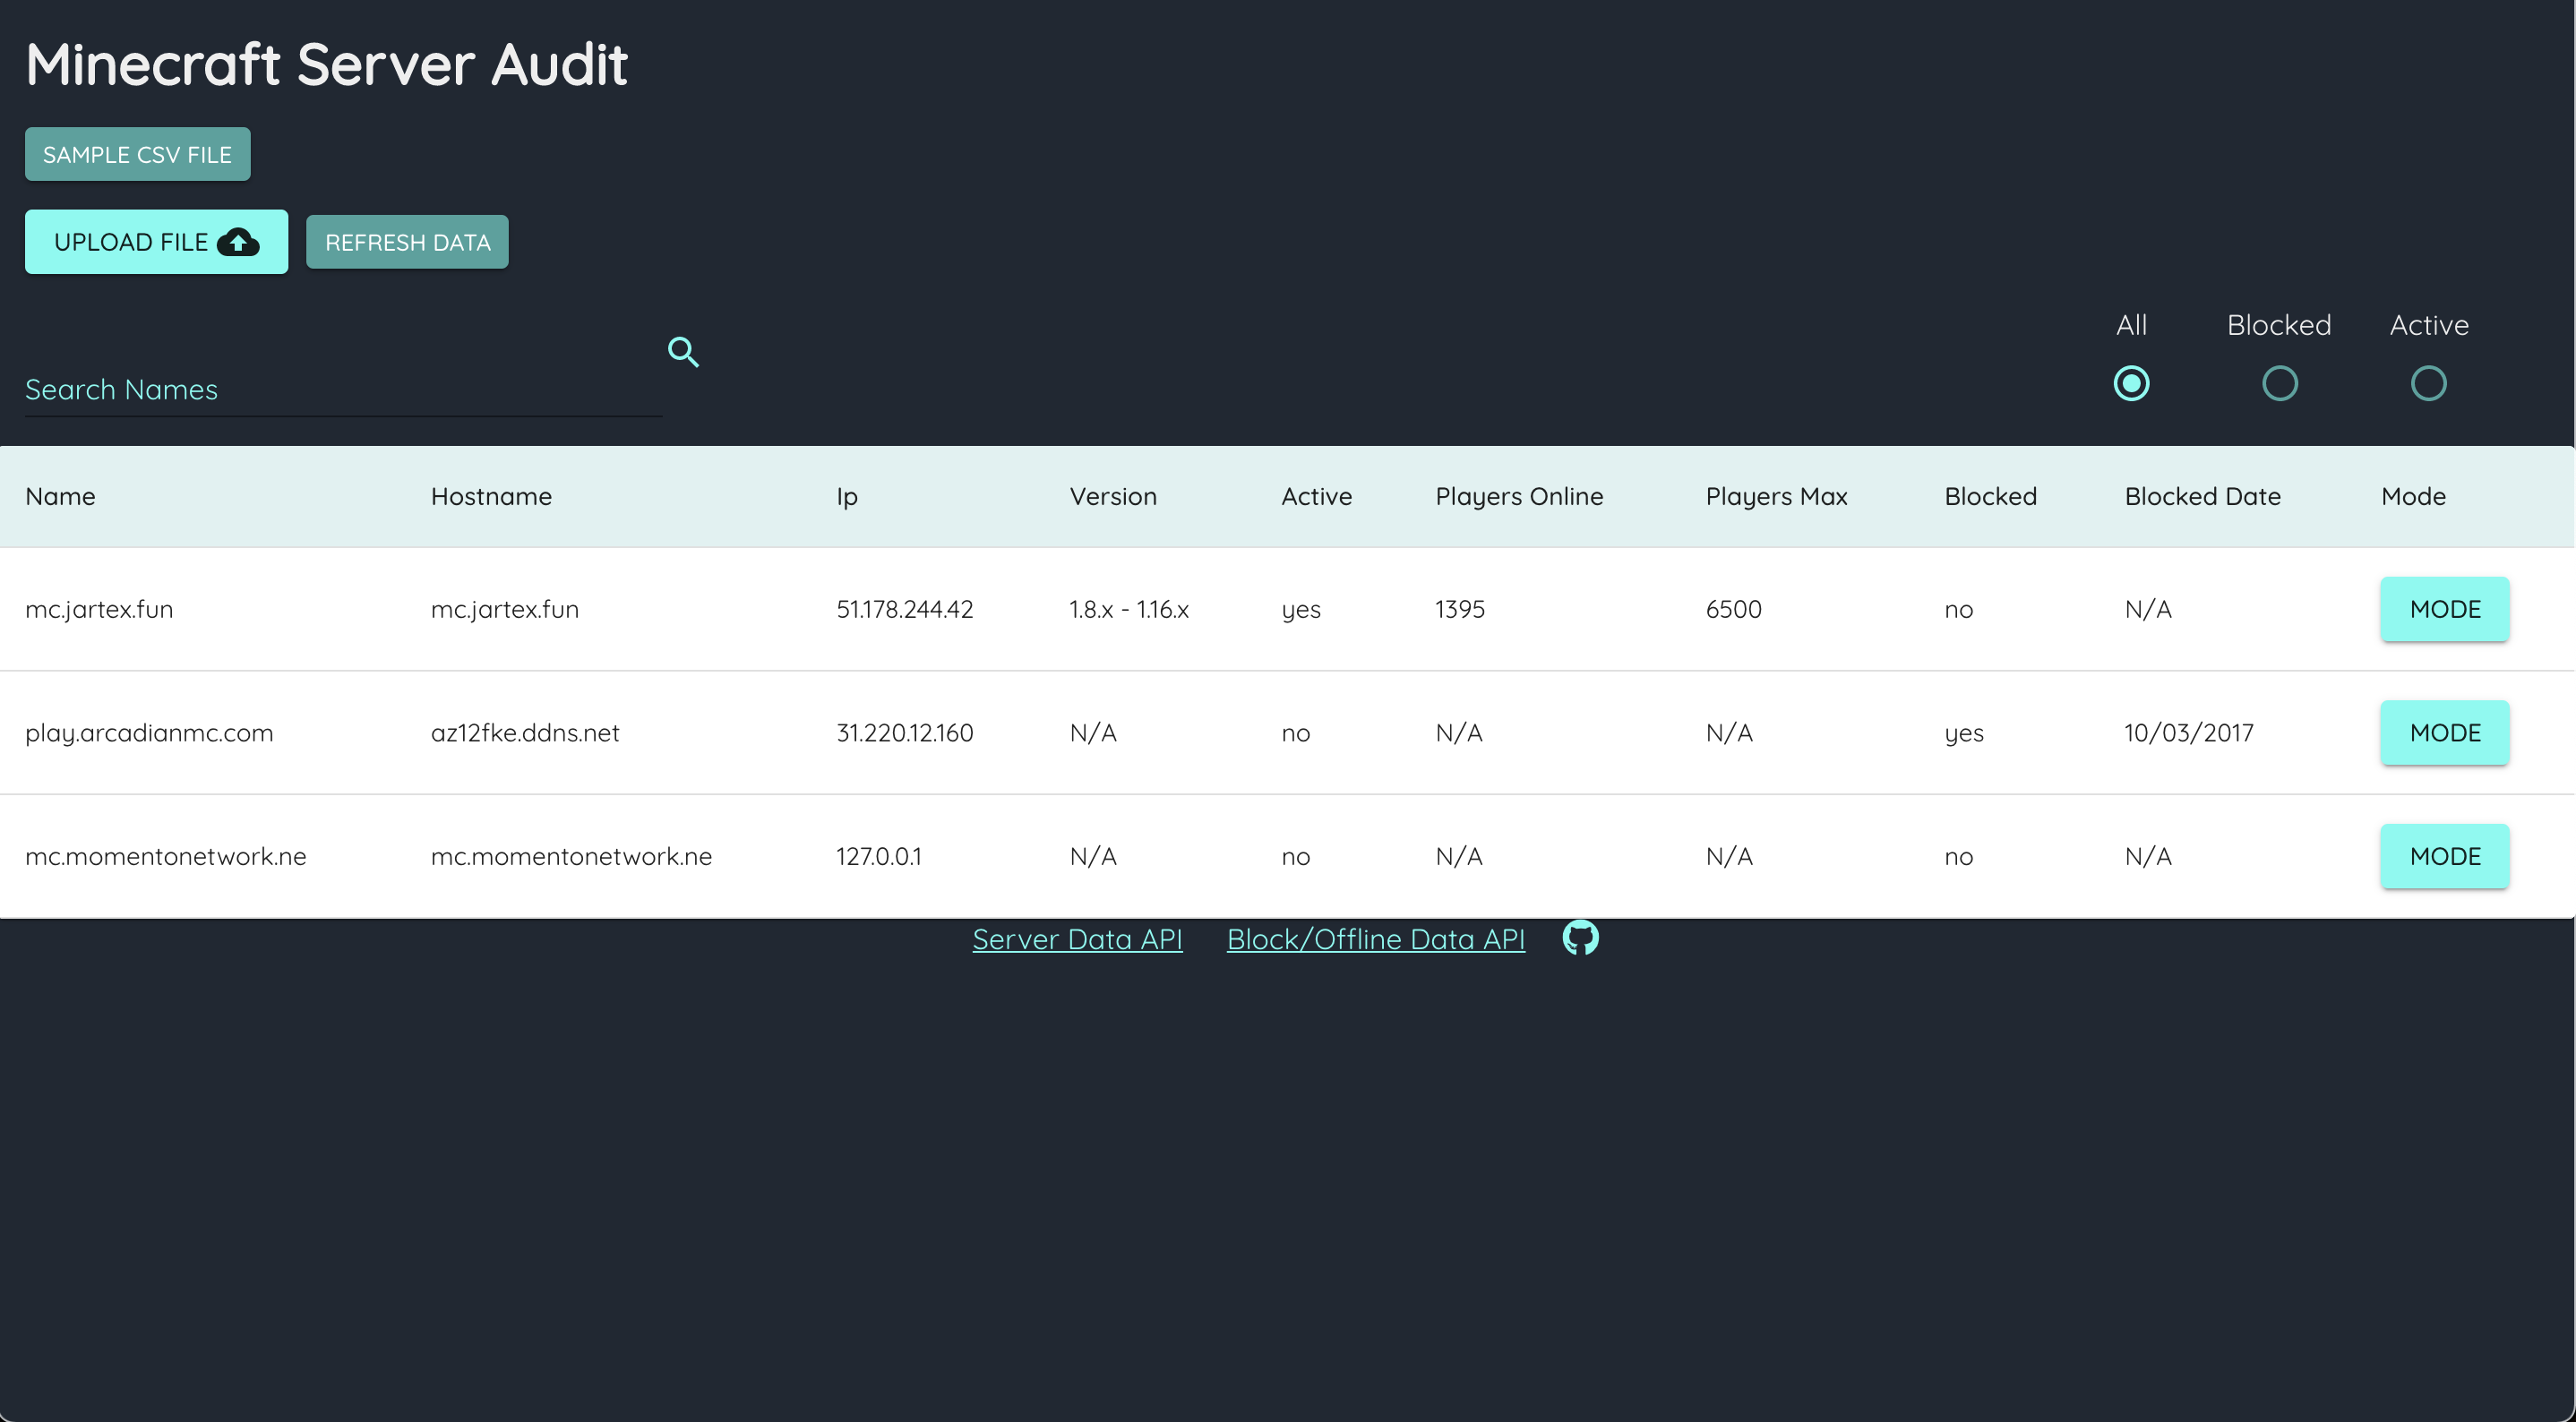 Minecraft Server Audit
SAMPLE CSV FILE
UPLOAD FILE REFRESH DATA
All Blocked Active
Search Names
Name Hostname Ip Version Active Players Online Players Max Blocked Blocked Date Mode
mc.jartex.fun mc.jartex.fun 51.178.244.42 1.8.x - 1.16.x yes 1395 6500 no N/A MODE
play.arcadianmc.com az12fke.ddns.net 31.220.12.160 N/A no N/A N/A yes 10/03/2017 MODE
mc.momentonetwork.ne mc.momentonetwork.ne 127.0.0.1 N/A no N/A N/A no N/A MODE
Server Data API Block/Offline Data API